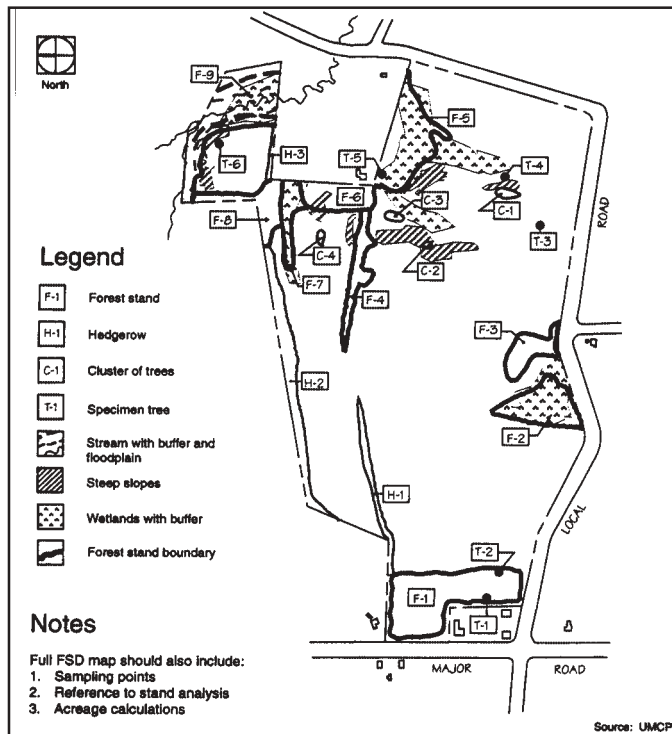 North
F-9
F-5
T-6
H-3
T-5
T-4
F-6
C-3
C-1
F-8
T-3
ROAD
C-4
C-2
F-7
F-4
F-3
H-2
F-2
H-1
LOCAL
T-2
F-1
T-1
MAJOR ROAD
Legend
F-1 Forest stand
H-1 Hedgerow
C-1 Cluster of trees
T-1 Specimen tree
Stream with buffer and
floodplain
Steep slopes
Wetlands with buffer
Forest stand boundary
Notes
Full FSD map should also include:
1. Sampling points
2. Reference to stand analysis
3. Acreage calculations
Source: UMCP